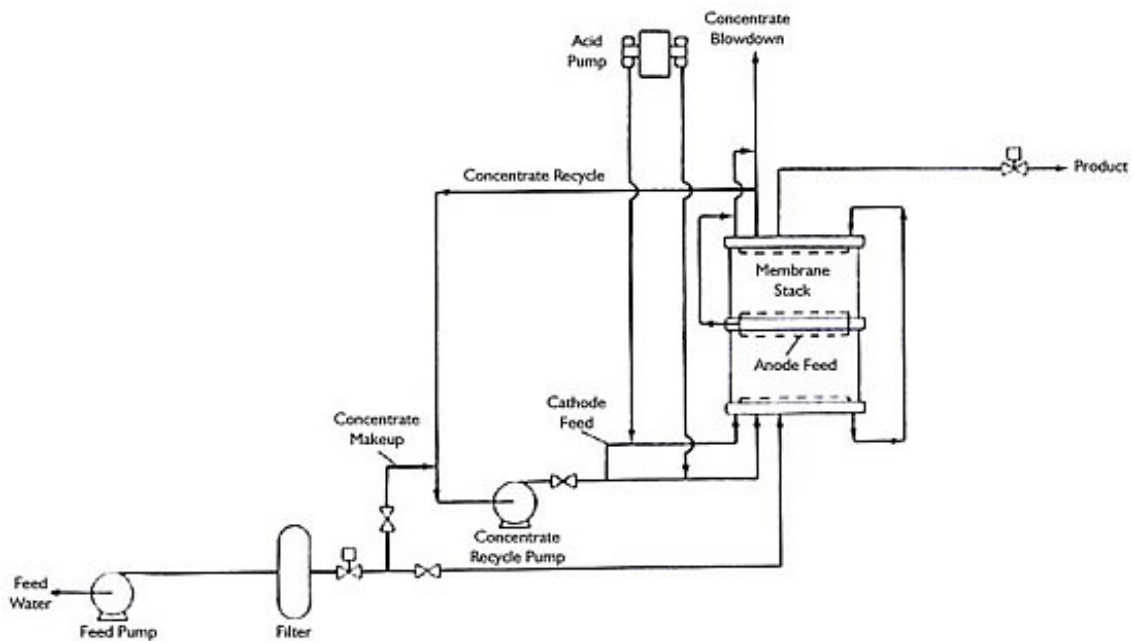 Concentrate
Blowdown
Acid
Pump
Product
Concentrate Recycle
Membrane
Stack
Anode Feed
Cathode
Feed
Concentrate
Makeup
Concentrate
Recycle Pump
Feed
Water
Feed Pump
Filter